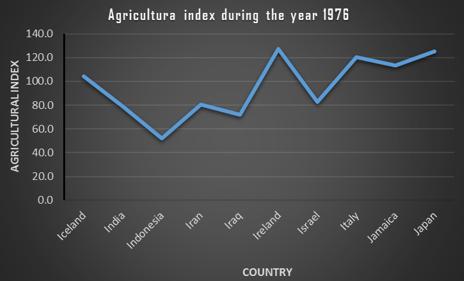 Agricultura index during the year 1976
140.0
120.0
100.0
80.0
60.0
40.0
20.0
0.0
AGRICULTURAL INDEX
Iceland
India
Indonesia
Iran
Iraq
Ireland
Israel
Italy
Jamaica
Japan
COUNTRY